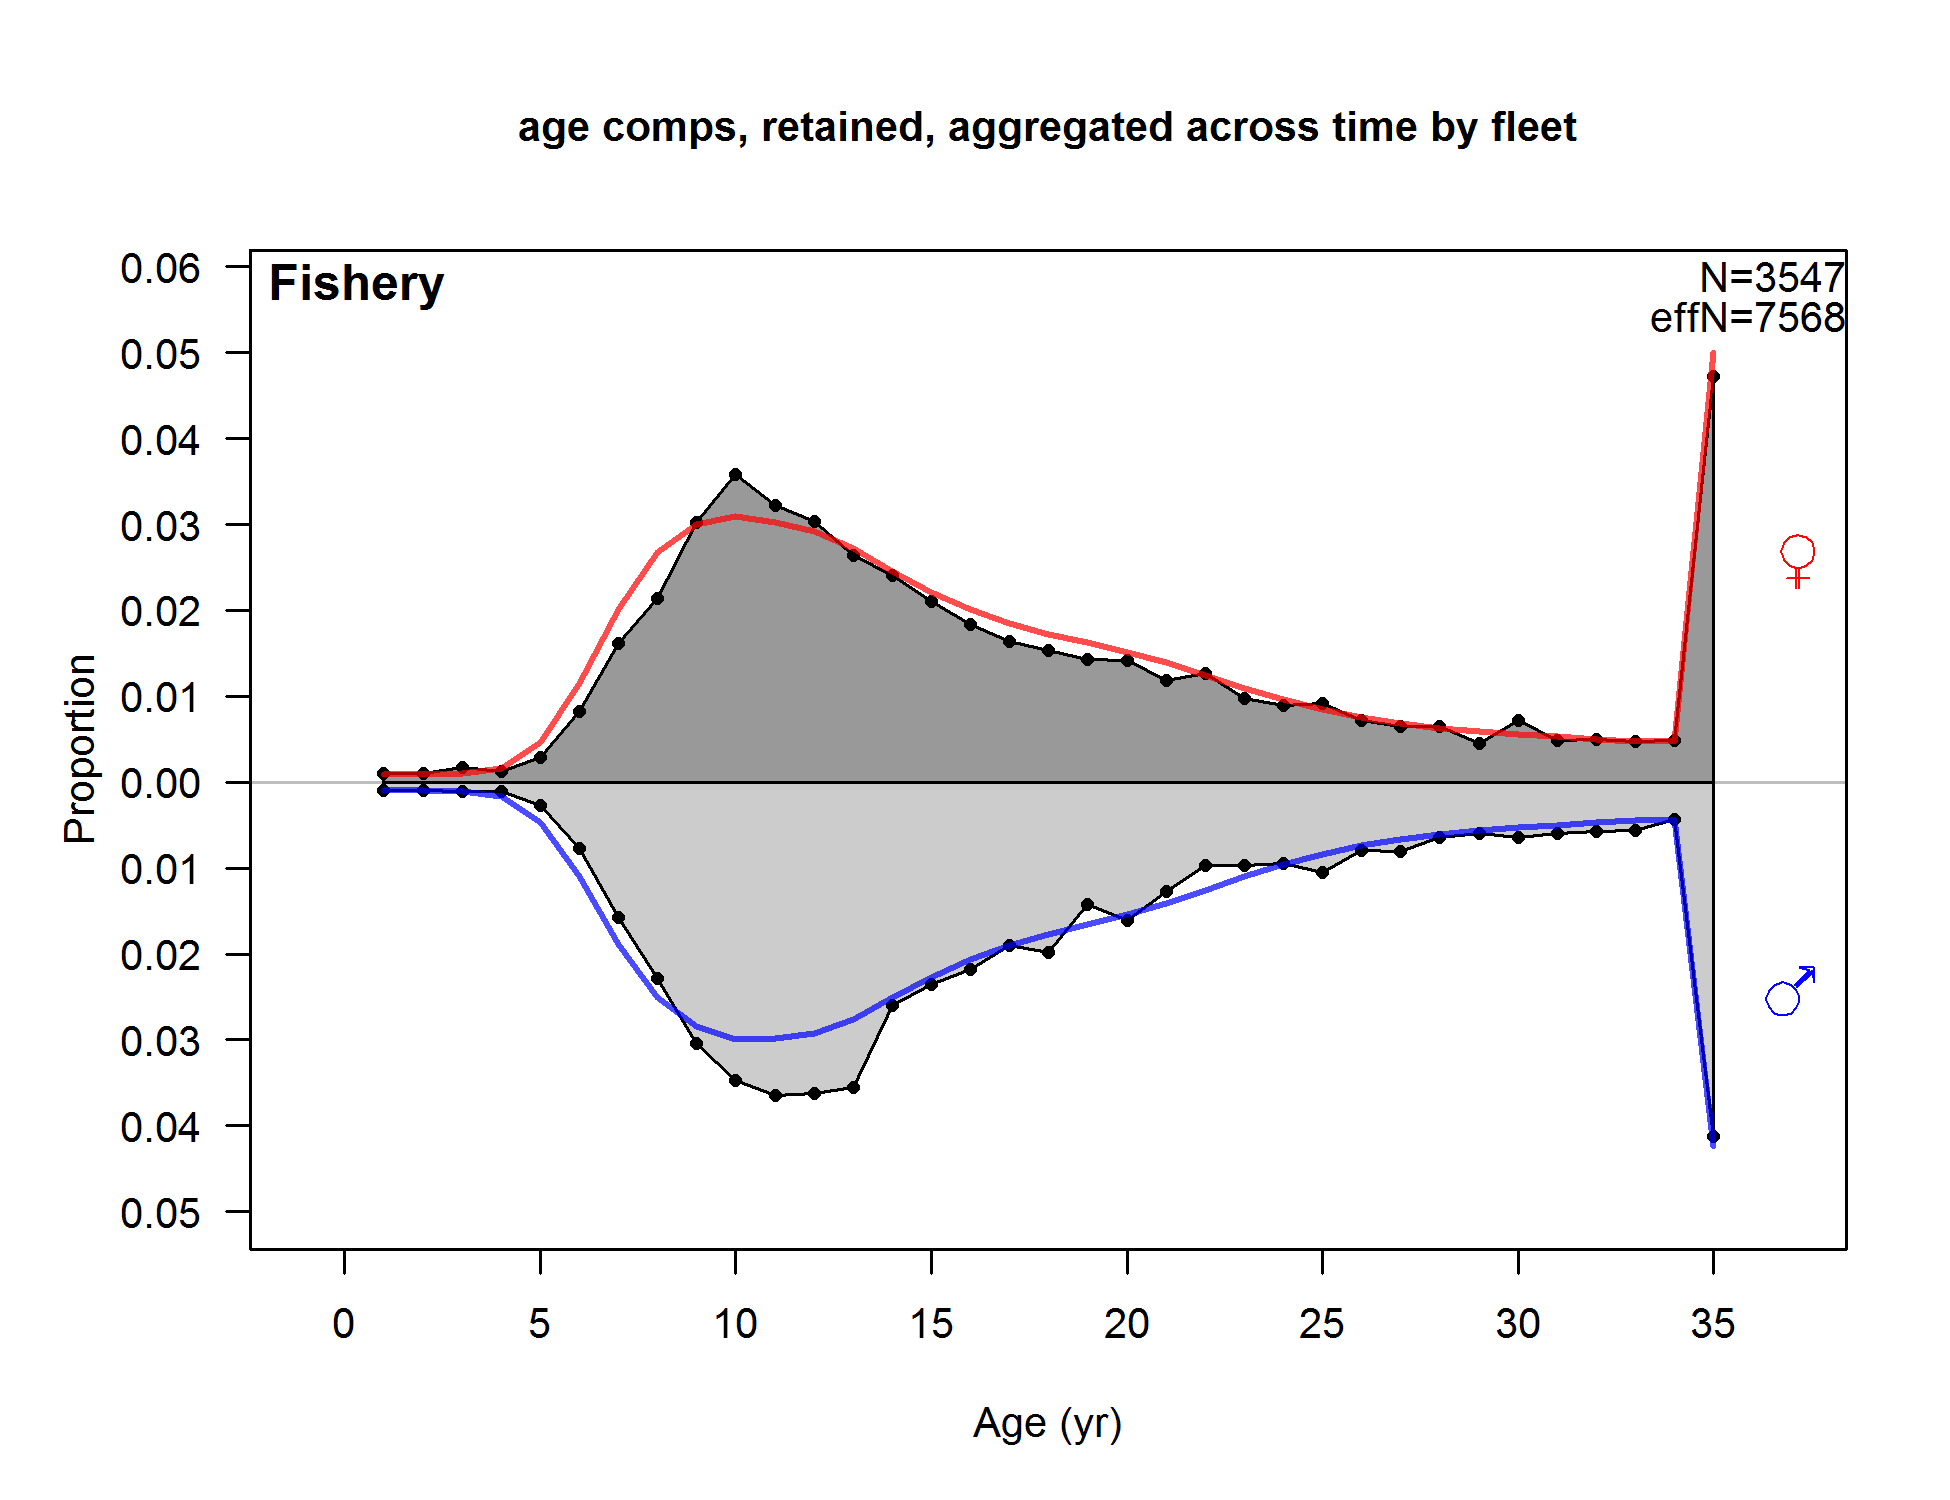 age comps, retained, aggregated across time by fleet
Fishery
N=3547
effN=7568
0.06
0.05
0.04
0.03
0.02
0.01
0.00
0.01
0.02
0.03
0.04
0.05
Proportion
♀
♂
0 5 10 15 20 25 30 35
Age (yr)